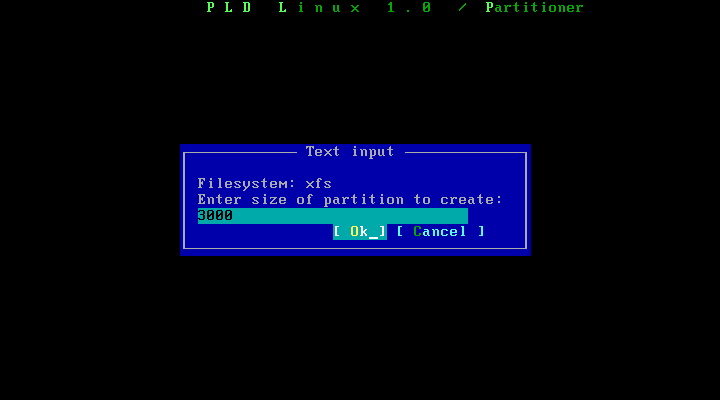 P L D  L i n u x  1 . 0  /  Partitioner
Text input
Filesystem: xfs
Enter size of partition to create:
3000
[ Ok_] [ Cancel ]